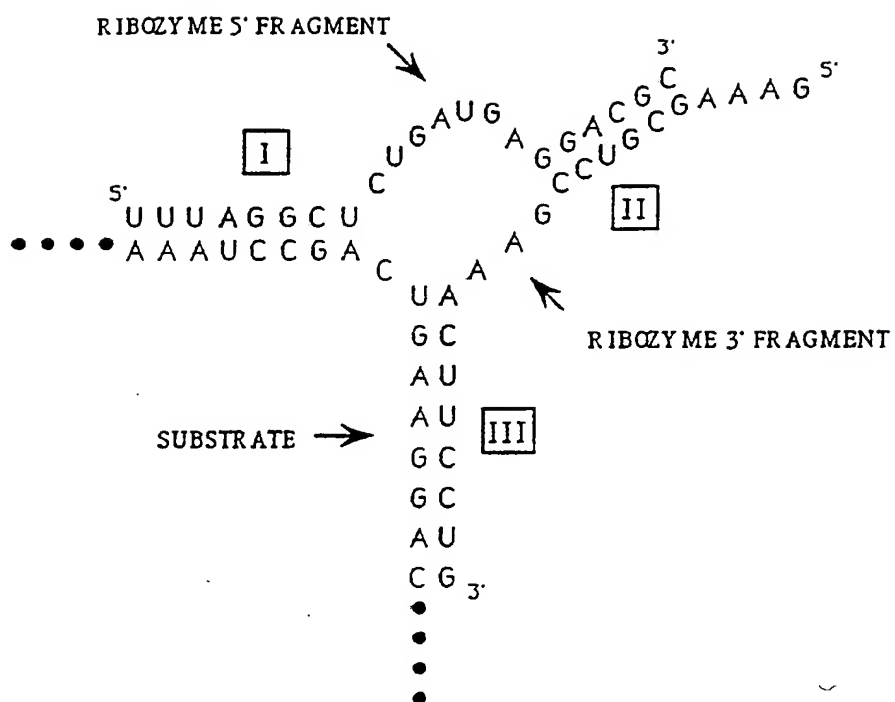 RIBOZYME 5' FRAGMENT
3'
5'
I
5'
U U U A G G C U C U G A U G A G G A C G C
A A A U C C G A C
A A G C C U G C G A A A G
II
U A
G C
RIBOZYME 3' FRAGMENT
A U
A U
SUBSTRATE
III
G C
G C
A U
C G 3'